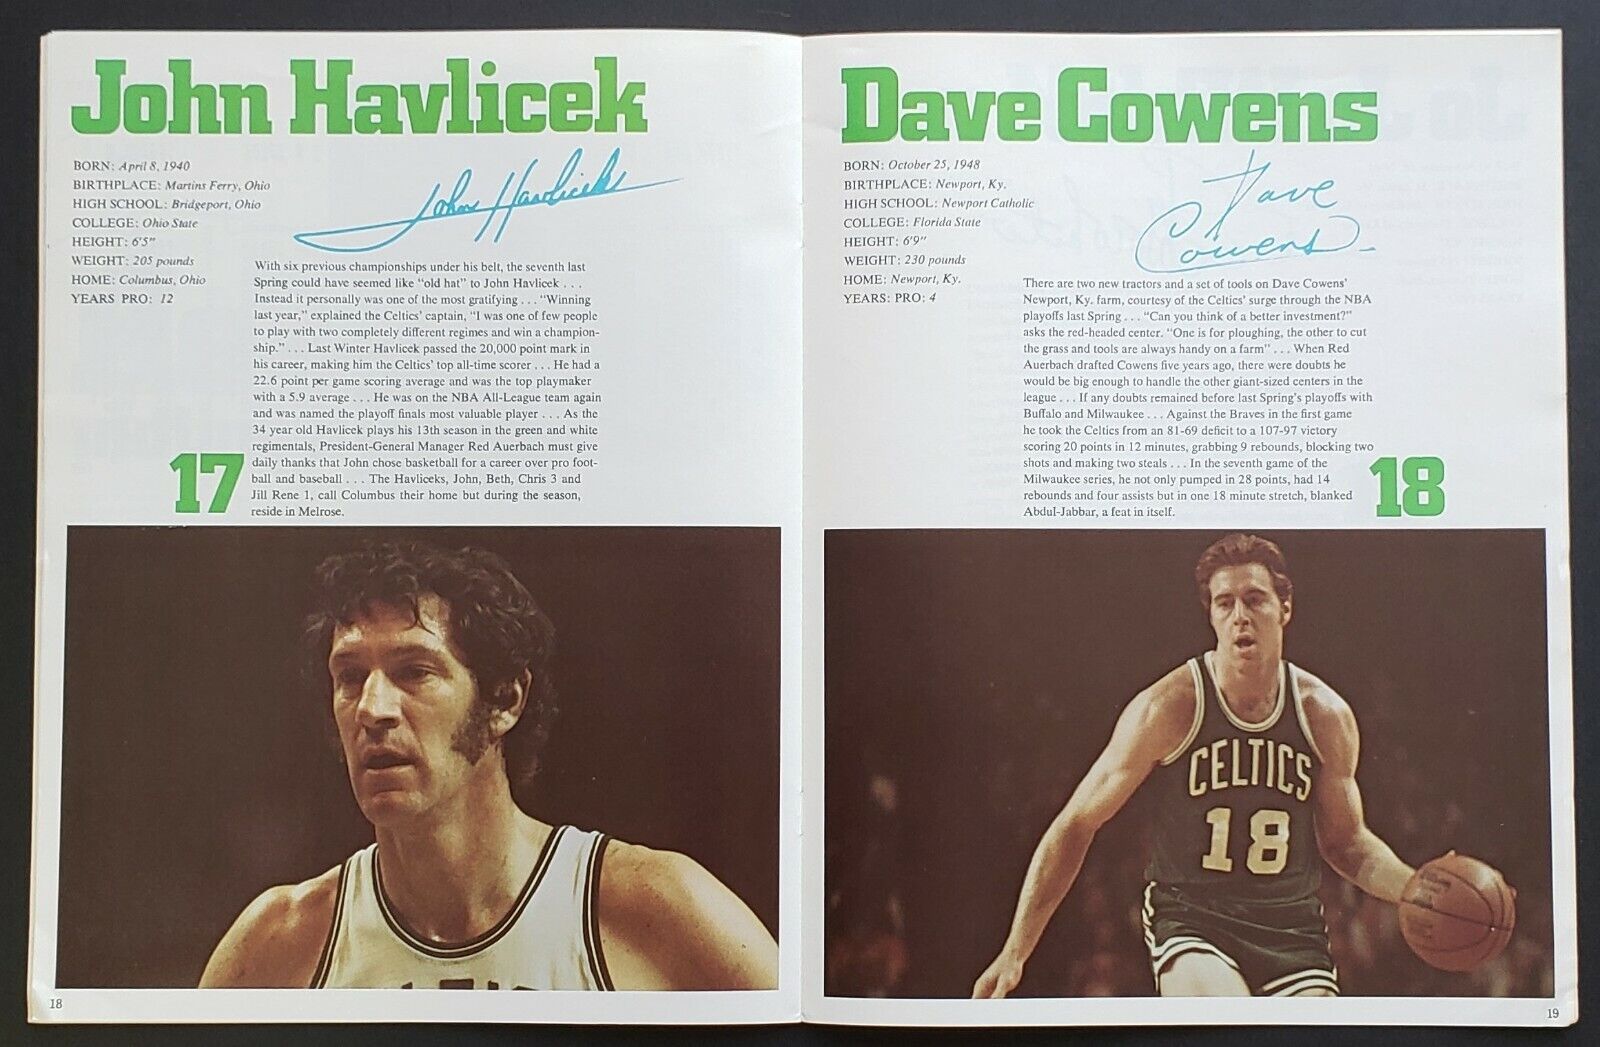 John Havlicek
BORN: April 8, 1940
BIRTHPLACE: Martins Ferry, Ohio
HIGH SCHOOL: Bridgeport, Ohio
COLLEGE: Ohio State
HEIGHT: 6'5"
WEIGHT: 205 pounds
HOME: Columbus, Ohio
YEARS PRO: 12
John Havlicek
With six previous championships under his belt, the seventh last
Spring could have seemed like "old hat" to John Havlicek . . .
Instead it personally was one of the most gratifying . . . "Winning
last year," explained the Celtics' captain, "I was one of few people
to play with two completely different regimes and win a champion-
ship." . . . Last Winter Havlicek passed the 20,000 point mark in
his career, making him the Celtics' top all-time scorer . . . He had a
22.6 point per game scoring average and was the top playmaker
with a 5.9 average . . . He was on the NBA All-League team again
and was named the playoff finals most valuable player . . . As the
34 year old Havlicek plays his 13th season in the green and white
regimentals, President-General Manager Red Auerbach must give
daily thanks that John chose basketball for a career over pro foot-
ball and baseball . . . The Havliceks, John, Beth, Chris 3 and
Jill Rene 1, call Columbus their home but during the season,
reside in Melrose.
17
18
Dave Cowens
BORN: October 25, 1948
BIRTHPLACE: Newport, Ky.
HIGH SCHOOL: Newport Catholic
COLLEGE: Florida State
HEIGHT: 6'9"
WEIGHT: 230 pounds
HOME: Newport, Ky.
YEARS: PRO: 4
Dave
Cowens
There are two new tractors and a set of tools on Dave Cowens'
Newport, Ky. farm, courtesy of the Celtics' surge through the NBA
playoffs last Spring . . . "Can you think of a better investment?"
asks the red-headed center. "One is for ploughing, the other to cut
the grass and tools are always handy on a farm" . . . When Red
Auerbach drafted Cowens five years ago, there were doubts he
would be big enough to handle the other giant-sized centers in the
league . . . If any doubts remained before last Spring's playoffs with
Buffalo and Milwaukee . . . Against the Braves in the first game
he took the Celtics from an 81-69 deficit to a 107-97 victory
scoring 20 points in 12 minutes, grabbing 9 rebounds, blocking two
shots and making two steals . . . In the seventh game of the
Milwaukee series, he not only pumped in 28 points, had 14
rebounds and four assists but in one 18 minute stretch, blanked
Abdul-Jabbar, a feat in itself.
18
CELTICS
18
19